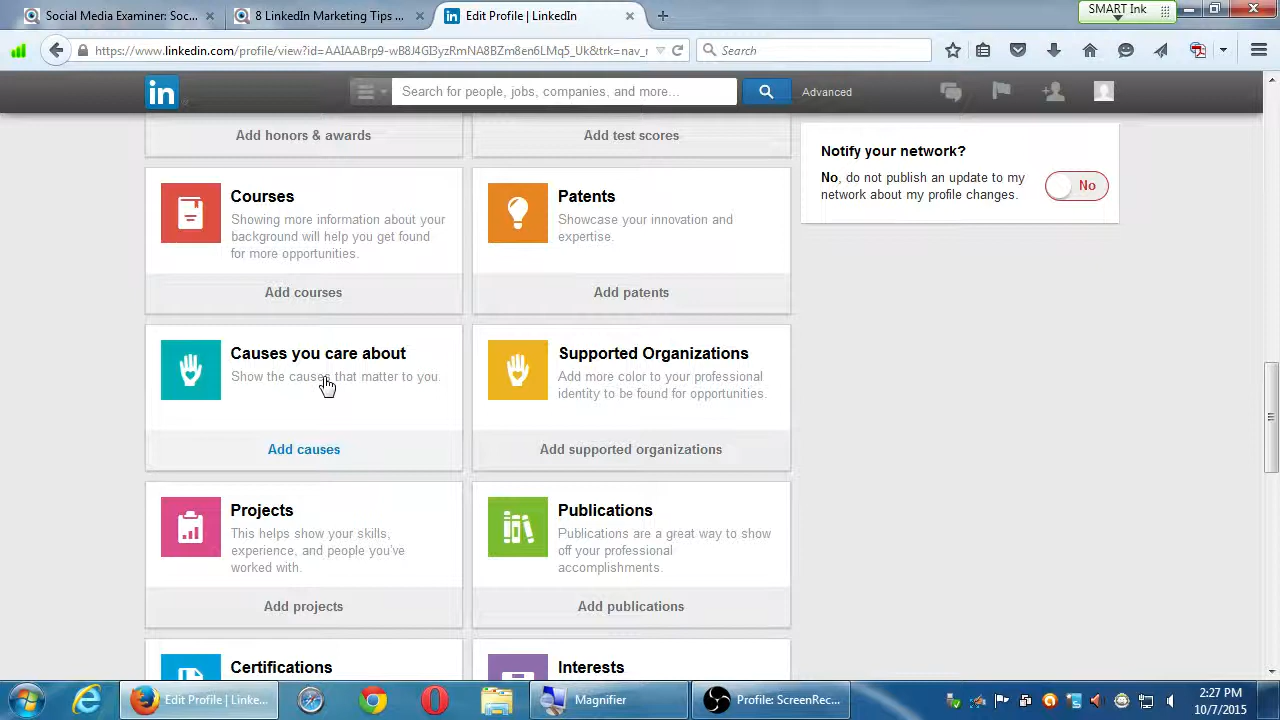 Social Media Examiner: Soci...
8 LinkedIn Marketing Tips ...
Edit Profile | LinkedIn
SMART Ink
https://www.linkedin.com/profile/view?id=AAIAABrp9-wB8J4GI3yzRmNA8BZm8en6LMq5_Uk&trk=nav_r
Search
in
Search for people, jobs, companies, and more...
Advanced
Add honors & awards
Add test scores
Notify your network?
No, do not publish an update to my
network about my profile changes.
No
Courses
Showing more information about your
background will help you get found
for more opportunities.
Add courses
Patents
Showcase your innovation and
expertise.
Add patents
Causes you care about
Show the causes that matter to you.
Add causes
Supported Organizations
Add more color to your professional
identity to be found for opportunities.
Add supported organizations
Projects
This helps show your skills,
experience, and people you've
worked with.
Add projects
Publications
Publications are a great way to show
off your professional
accomplishments.
Add publications
Certifications
Interests
Edit Profile | Linke...
Magnifier
Profile: ScreenRec...
2:27 PM
10/7/2015